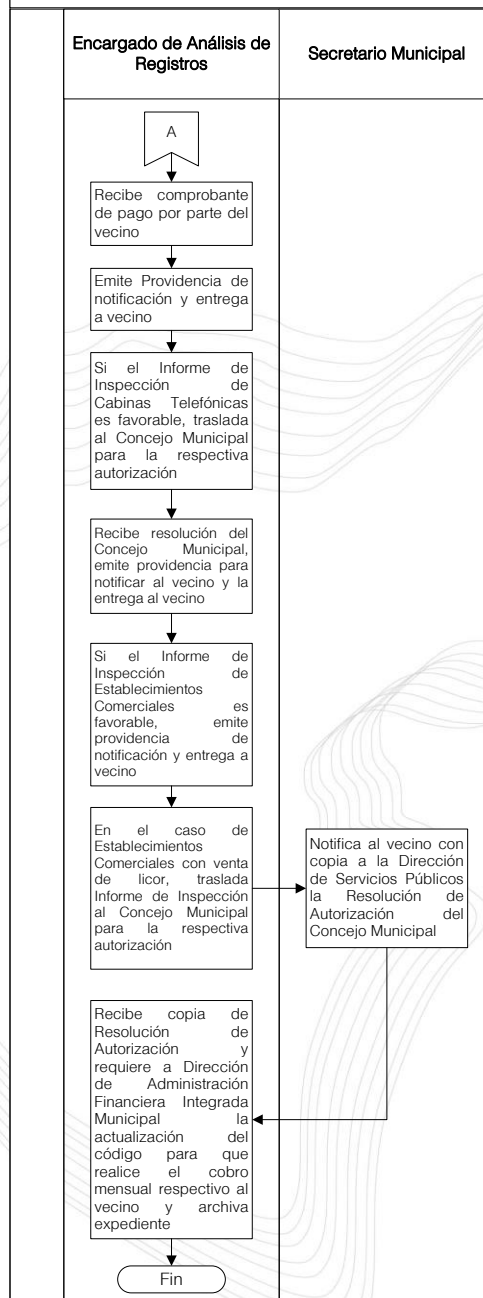 Encargado de Análisis de
Registros
Secretario Municipal
A
Recibe comprobante
de pago por parte del
vecino
Emite Providencia de
notificación y entrega
a vecino
Si el Informe de
Inspección de
Cabinas Telefónicas
es favorable, traslada
al Concejo Municipal
para la respectiva
autorización
Recibe resolución del
Concejo Municipal,
emite providencia para
notificar al vecino y la
entrega al vecino
Si el Informe de
Inspección de
Establecimientos
Comerciales es
favorable, emite
providencia de
notificación y entrega a
vecino
En el caso de
Establecimientos
Comerciales con venta
de licor, traslada
Informe de Inspección
al Concejo Municipal
para la respectiva
autorización
Notifica al vecino con
copia a la Dirección
de Servicios Públicos
la Resolución de
Autorización del
Concejo Municipal
Recibe copia de
Resolución de
Autorización y
requiere a Dirección
de Administración
Financiera Integrada
Municipal la
actualización del
código para que
realice el cobro
mensual respectivo al
vecino y archiva
expediente
Fin